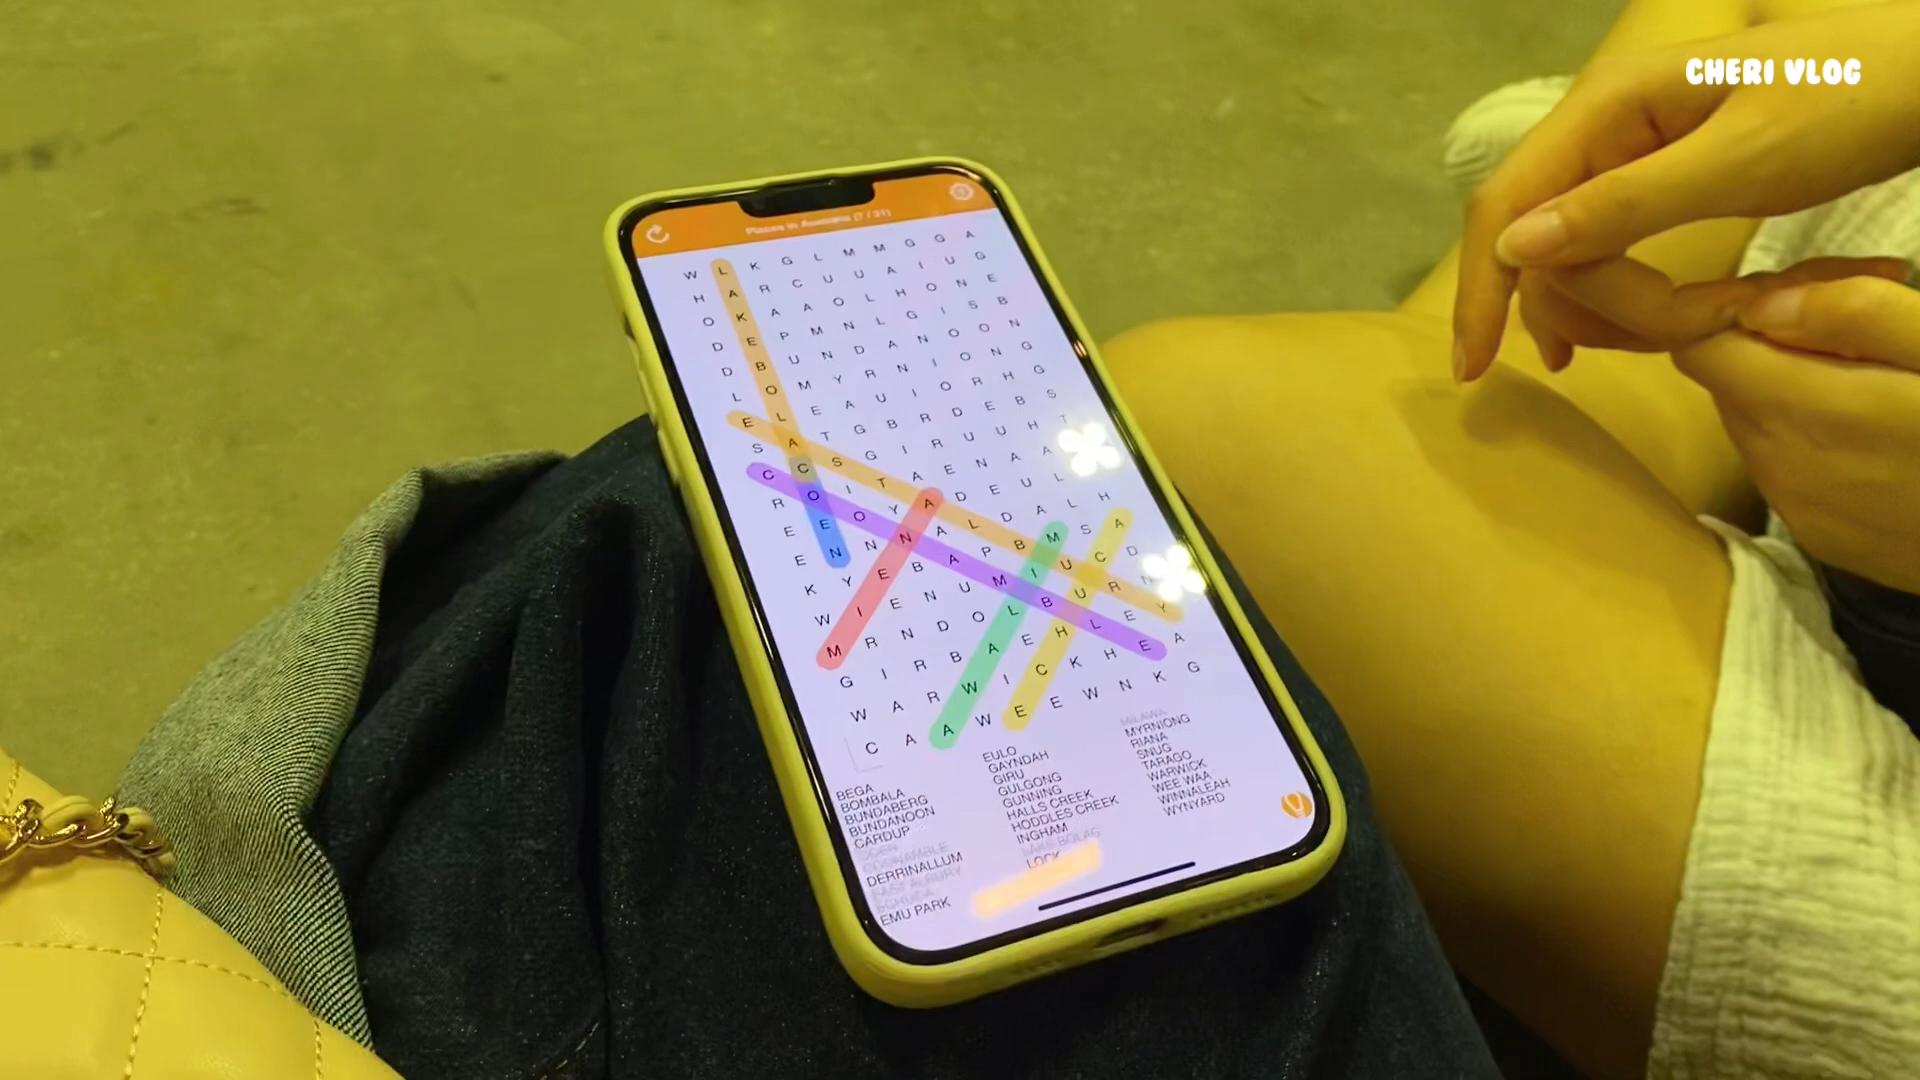 CHERI VLOG
Places in Australia (7 / 31)
W L K G L M M G G A
H A R C U U A I U G
O K A A O L H O N E
D E P M N L G I S B
D B U N D A N O O N
L O M Y R N I O N G
E L E A U I O R H G
S A T G B R D E B S
C C S G I R U U H T
R O I T A E N A A
E E O Y A D E U L
E N N N A L D A L H
K Y E B A P B M S A
W I E N U M I U C D
M R N D O L B U R N
G I R B A E H L E Y
W A R W I C K H E A
C A A W E E W N K G
BEGA
BOMBALA
BUNDABERG
BUNDANOON
CARDUP
COEN
COONAMBLE
DERRINALLUM
EAST ALBURY
ECHUCA
EMU PARK
EULO
GAYNDAH
GIRU
GULGONG
GUNNING
HALLS CREEK
HODDLES CREEK
INGHAM
LAKE BOLAC
LOCK
MILAWA
MYRNIONG
RIANA
SNUG
TARAGO
WARWICK
WEE WAA
WINNALEAH
WYNYARD